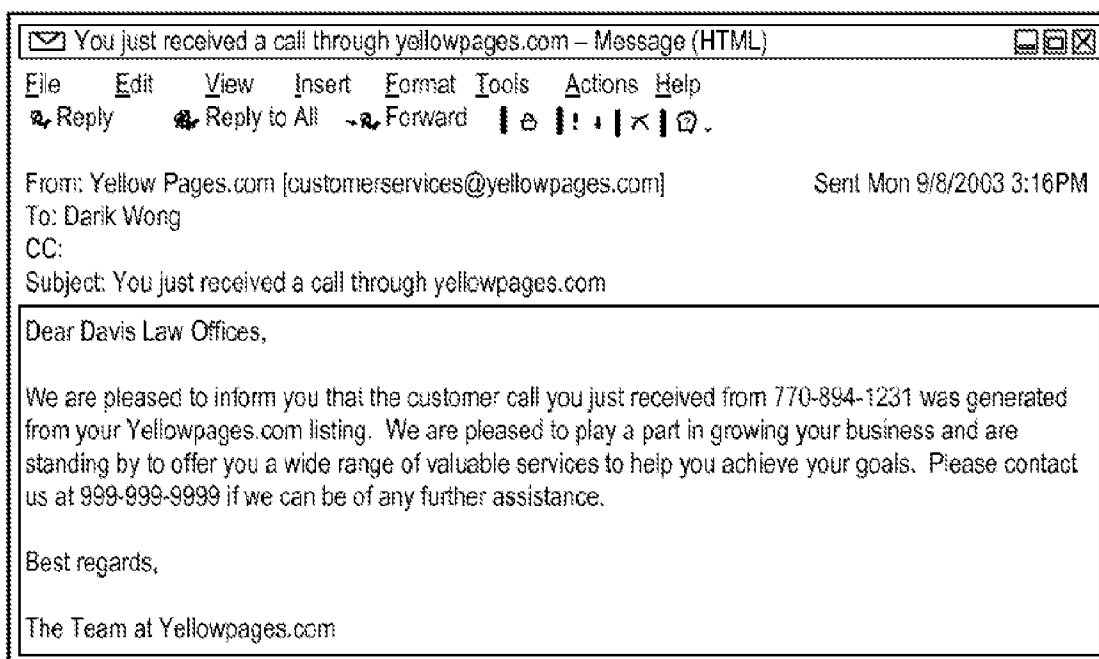 You just received a call through yellowpages.com – Message (HTML)
File Edit View Insert Format Tools Actions Help
Reply Reply to All Forward
From: Yellow Pages.com [customerservices@yellowpages.com] Sent Mon 9/8/2003 3:16PM
To: Darik Wong
CC:
Subject: You just received a call through yellowpages.com
Dear Davis Law Offices,
We are pleased to inform you that the customer call you just received from 770-894-1231 was generated
from your Yellowpages.com listing. We are pleased to play a part in growing your business and are
standing by to offer you a wide range of valuable services to help you achieve your goals. Please contact
us at 999-999-9999 if we can be of any further assistance.
Best regards,
The Team at Yellowpages.com